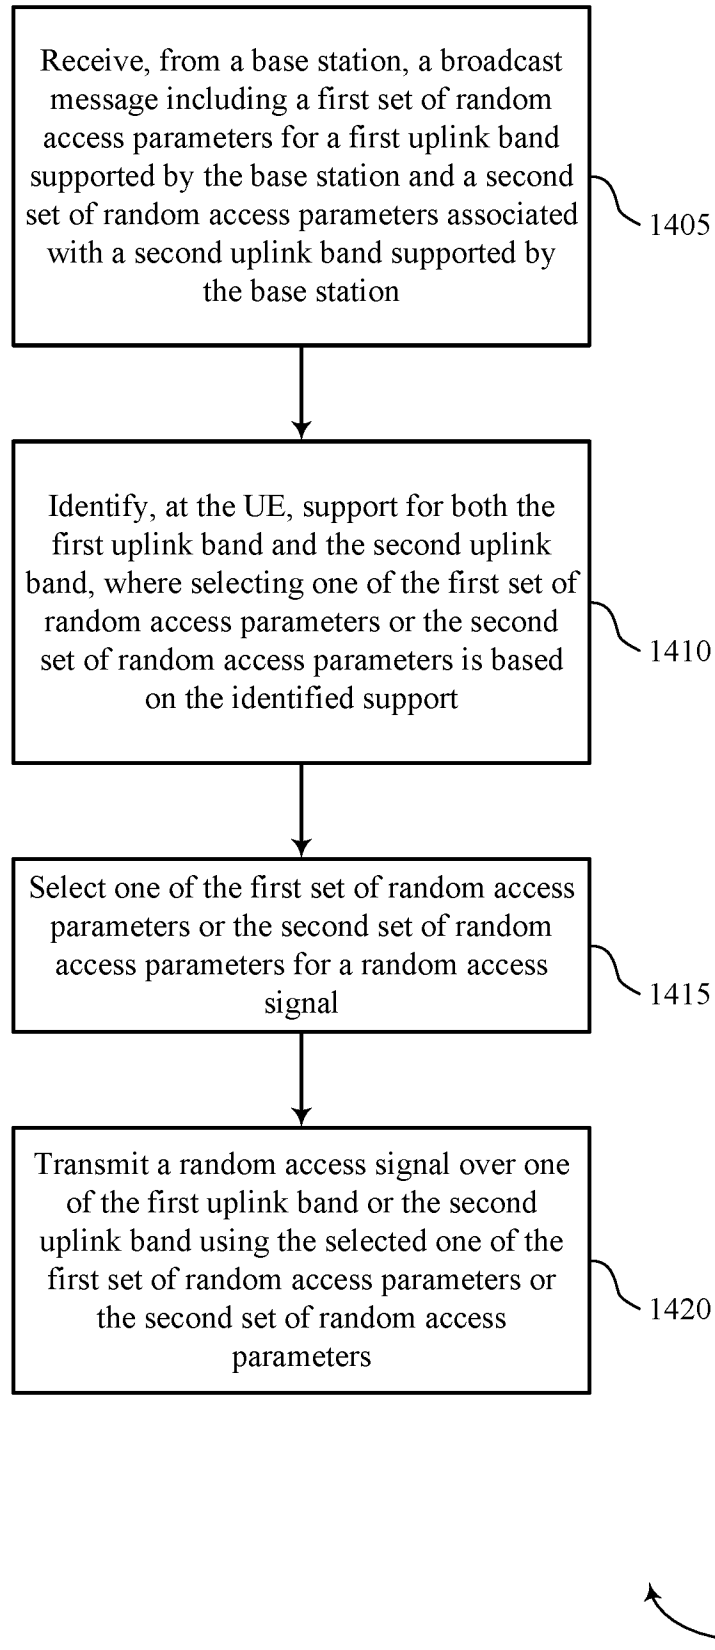 Receive, from a base station, a broadcast
message including a first set of random
access parameters for a first uplink band
supported by the base station and a second
set of random access parameters associated
with a second uplink band supported by
the base station
1405
Identify, at the UE, support for both the
first uplink band and the second uplink
band, where selecting one of the first set of
random access parameters or the second
set of random access parameters is based
on the identified support
1410
Select one of the first set of random access
parameters or the second set of random
access parameters for a random access
signal
1415
Transmit a random access signal over one
of the first uplink band or the second
uplink band using the selected one of the
first set of random access parameters or
the second set of random access
parameters
1420